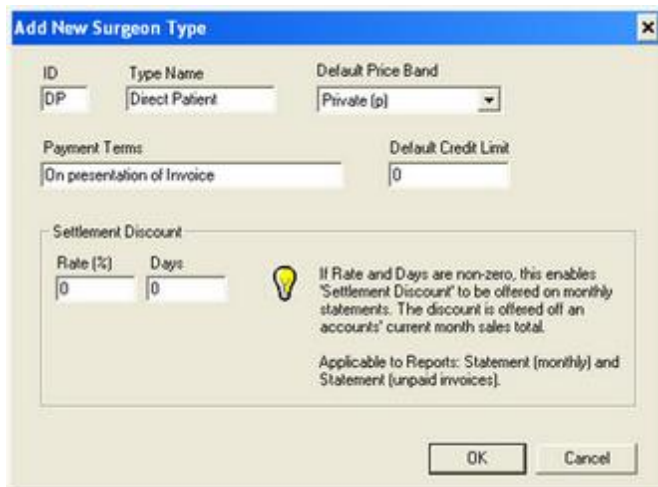 Add New Surgeon Type
ID Type Name Default Price Band
DP Direct Patient Private (p)
Payment Terms Default Credit Limit
On presentation of Invoice 0
Settlement Discount
Rate (%) Days
0 0
If Rate and Days are non-zero, this enables
'Settlement Discount' to be offered on monthly
statements. The discount is offered off an
accounts' current month sales total.
Applicable to Reports: Statement (monthly) and
Statement (unpaid invoices).
OK Cancel